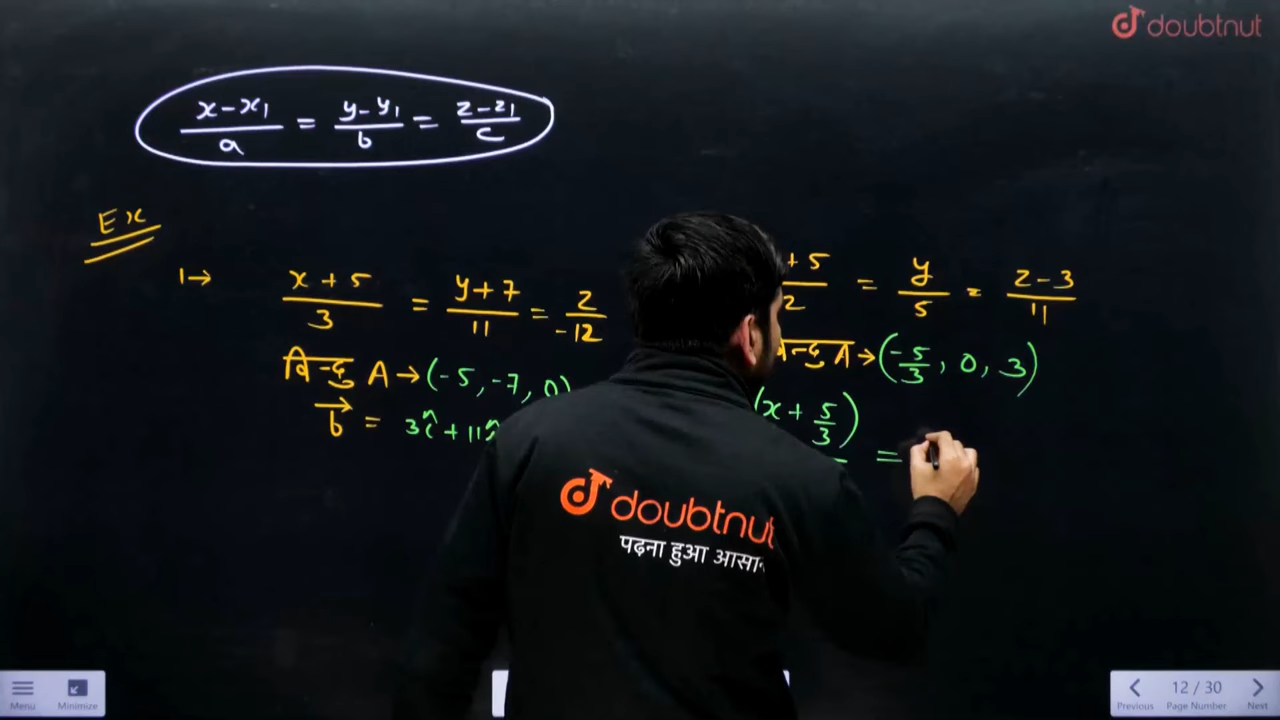 doubtnut
x-x₁/a = y-y₁/b = z-z₁/c
Ex
1→ x+5/3 = y+7/11 = z/-12
+5/2 = y/5 = z-3/11
बिन्दु A → (-5, -7, 0)
A → (-5/3, 0, 3)
b⃗ = 3î + 11
(x + 5/3)
=
doubtnut
पढ़ना हुआ आसान
Menu
Minimize
12 / 30
Previous Page Number Next